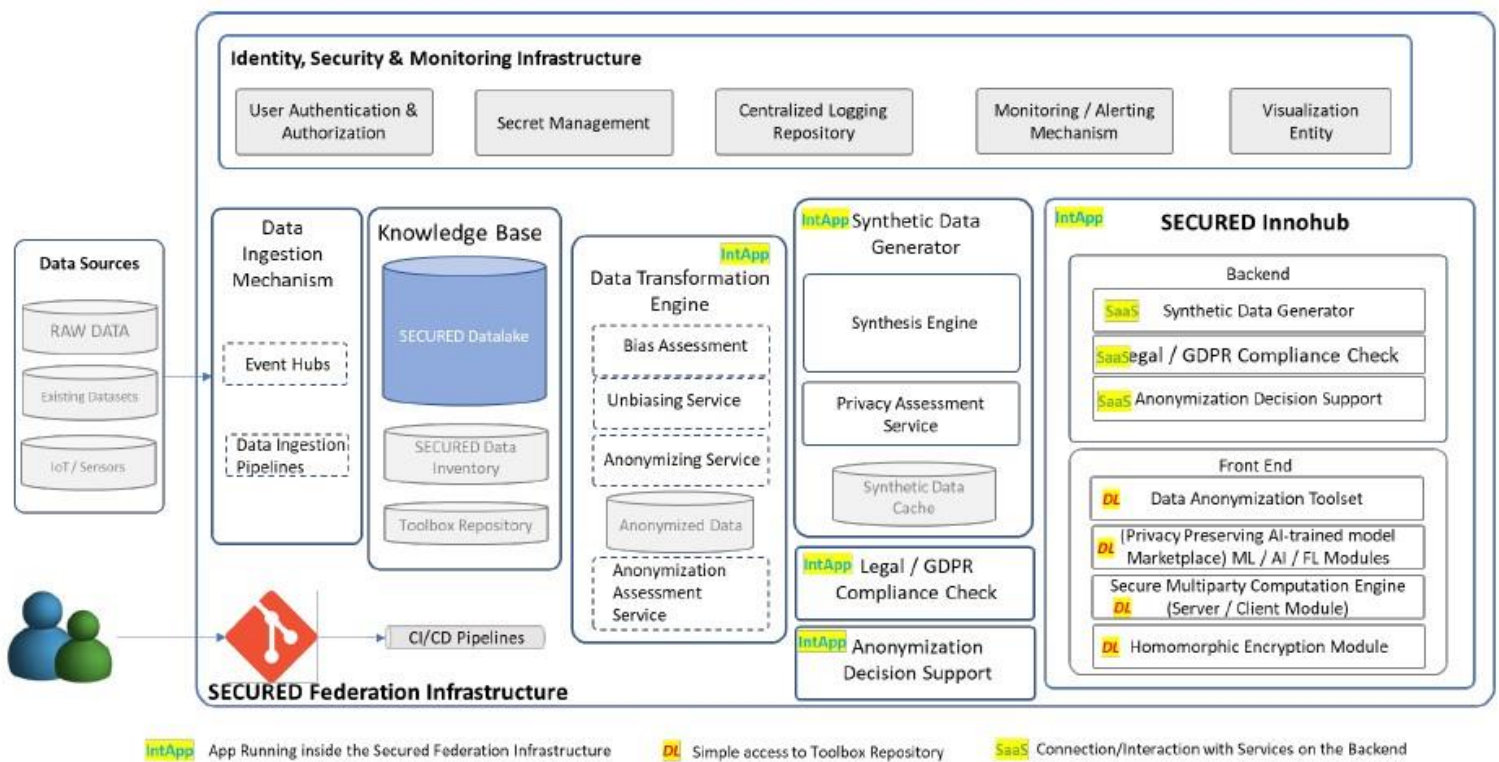 Identity, Security & Monitoring Infrastructure
User Authentication &
Authorization
Secret Management
Centralized Logging
Repository
Monitoring / Alerting
Mechanism
Visualization
Entity
Data Sources
RAW DATA
Existing Datasets
IoT / Sensors
Data
Ingestion
Mechanism
Event Hubs
Data Ingestion
Pipelines
Knowledge Base
SECURED Datalake
SECURED Data
Inventory
Toolbox Repository
IntApp
Data Transformation
Engine
Bias Assessment
Unbiasing Service
Anonymizing Service
Anonymized Data
Anonymization
Assessment
Service
IntApp Synthetic Data
Generator
Synthesis Engine
Privacy Assessment
Service
Synthetic Data
Cache
IntApp Legal / GDPR
Compliance Check
IntApp Anonymization
Decision Support
IntApp SECURED Innohub
Backend
SaaS Synthetic Data Generator
SaaS egal / GDPR Compliance Check
SaaS Anonymization Decision Support
Front End
DL Data Anonymization Toolset
DL (Privacy Preserving AI-trained model
Marketplace) ML / AI / FL Modules
Secure Multiparty Computation Engine
DL (Server / Client Module)
DL Homomorphic Encryption Module
CI/CD Pipelines
SECURED Federation Infrastructure
IntApp App Running inside the Secured Federation Infrastructure
DL Simple access to Toolbox Repository
SaaS Connection/Interaction with Services on the Backend